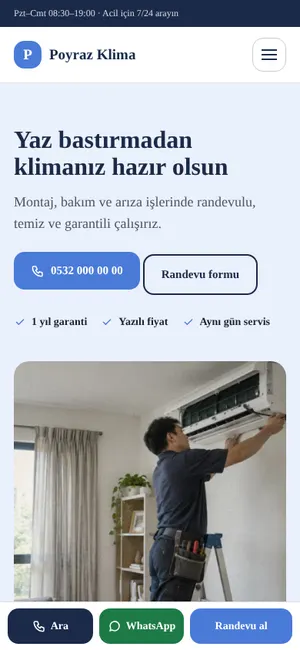 Pzt–Cmt 08:30–19:00 · Acil için 7/24 arayın
P Poyraz Klima
Yaz bastırmadan
klimanız hazır olsun
Montaj, bakım ve arıza işlerinde randevulu,
temiz ve garantili çalışırız.
0532 000 00 00 Randevu formu
1 yıl garanti Yazılı fiyat Aynı gün servis
Ara WhatsApp Randevu al